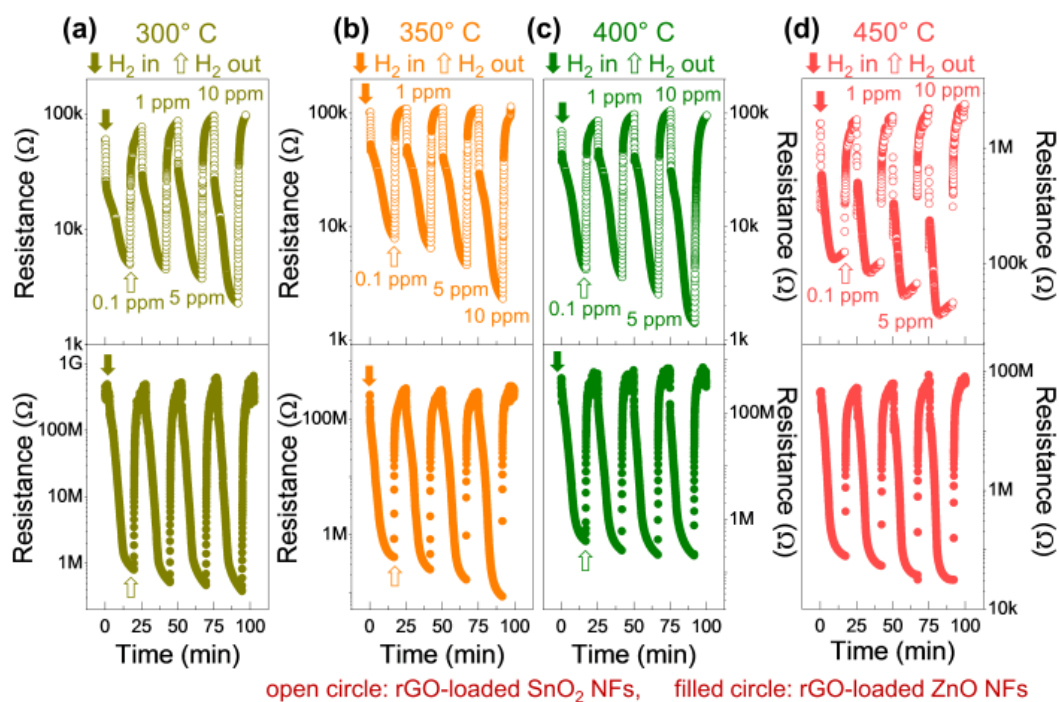 (a) 300° C
H₂ in H₂ out
1 ppm
10 ppm
0.1 ppm
5 ppm
100k
10k
1k
Resistance (Ω)
1G
100M
10M
1M
Resistance (Ω)
0 25 50 75 100
Time (min)
(b) 350° C
H₂ in H₂ out
1 ppm
0.1 ppm
5 ppm
10 ppm
100k
10k
1k
Resistance (Ω)
100M
1M
Resistance (Ω)
0 25 50 75 100
Time (min)
(c) 400° C
H₂ in H₂ out
1 ppm
10 ppm
0.1 ppm
5 ppm
100k
10k
1k
Resistance (Ω)
100M
1M
Resistance (Ω)
0 25 50 75 100
Time (min)
(d) 450° C
H₂ in H₂ out
1 ppm
10 ppm
0.1 ppm
5 ppm
1M
100k
Resistance (Ω)
100M
1M
10k
Resistance (Ω)
0 25 50 75 100
Time (min)
open circle: rGO-loaded SnO₂ NFs, filled circle: rGO-loaded ZnO NFs